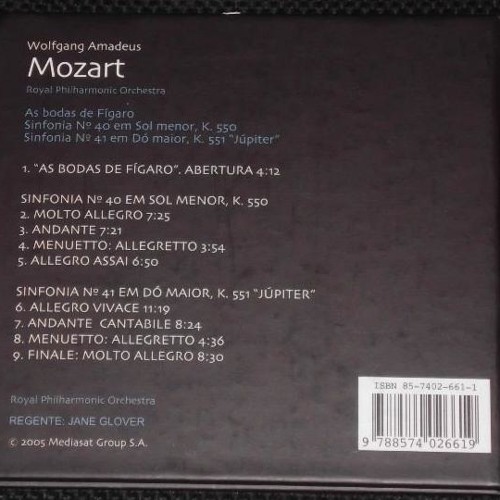 Wolfgang Amadeus
Mozart
Royal Philharmonic Orchestra
As bodas de Fígaro
Sinfonia Nº 40 em Sol menor, K. 550
Sinfonia Nº 41 em Dó maior, K. 551 "Júpiter"
1. "AS BODAS DE FÍGARO". ABERTURA 4:12
SINFONIA Nº 40 EM SOL MENOR, K. 550
2. MOLTO ALLEGRO 7:25
3. ANDANTE 7:21
4. MENUETTO: ALLEGRETTO 3:54
5. ALLEGRO ASSAI 6:50
SINFONIA Nº 41 EM DÓ MAIOR, K. 551 "JÚPITER"
6. ALLEGRO VIVACE 11:19
7. ANDANTE CANTABILE 8:24
8. MENUETTO: ALLEGRETTO 4:36
9. FINALE: MOLTO ALLEGRO 8:30
Royal Philharmonic Orchestra
REGENTE: JANE GLOVER
© 2005 Mediasat Group S.A.
ISBN 85-7402-661-1
9 788574 026619